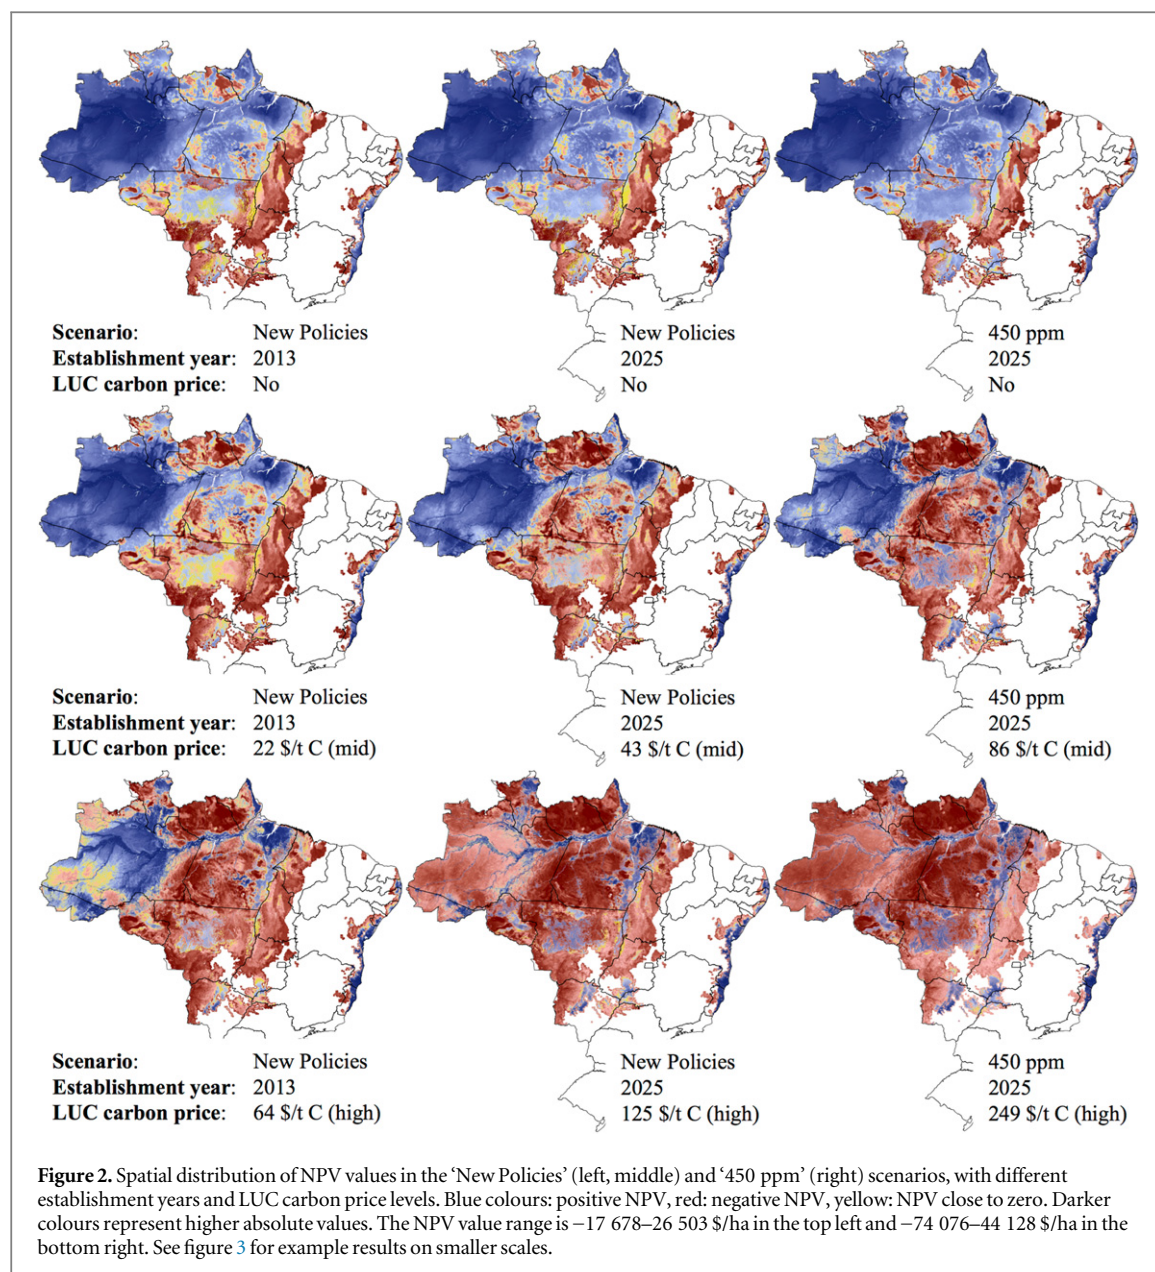 Scenario: New Policies New Policies 450 ppm
Establishment year: 2013 2025 2025
LUC carbon price: No No No
Scenario: New Policies New Policies 450 ppm
Establishment year: 2013 2025 2025
LUC carbon price: 22 $/t C (mid) 43 $/t C (mid) 86 $/t C (mid)
Scenario: New Policies New Policies 450 ppm
Establishment year: 2013 2025 2025
LUC carbon price: 64 $/t C (high) 125 $/t C (high) 249 $/t C (high)
Figure 2. Spatial distribution of NPV values in the ‘New Policies’ (left, middle) and ‘450 ppm’ (right) scenarios, with different
establishment years and LUC carbon price levels. Blue colours: positive NPV, red: negative NPV, yellow: NPV close to zero. Darker
colours represent higher absolute values. The NPV value range is −17 678–26 503 $/ha in the top left and −74 076–44 128 $/ha in the
bottom right. See figure 3 for example results on smaller scales.